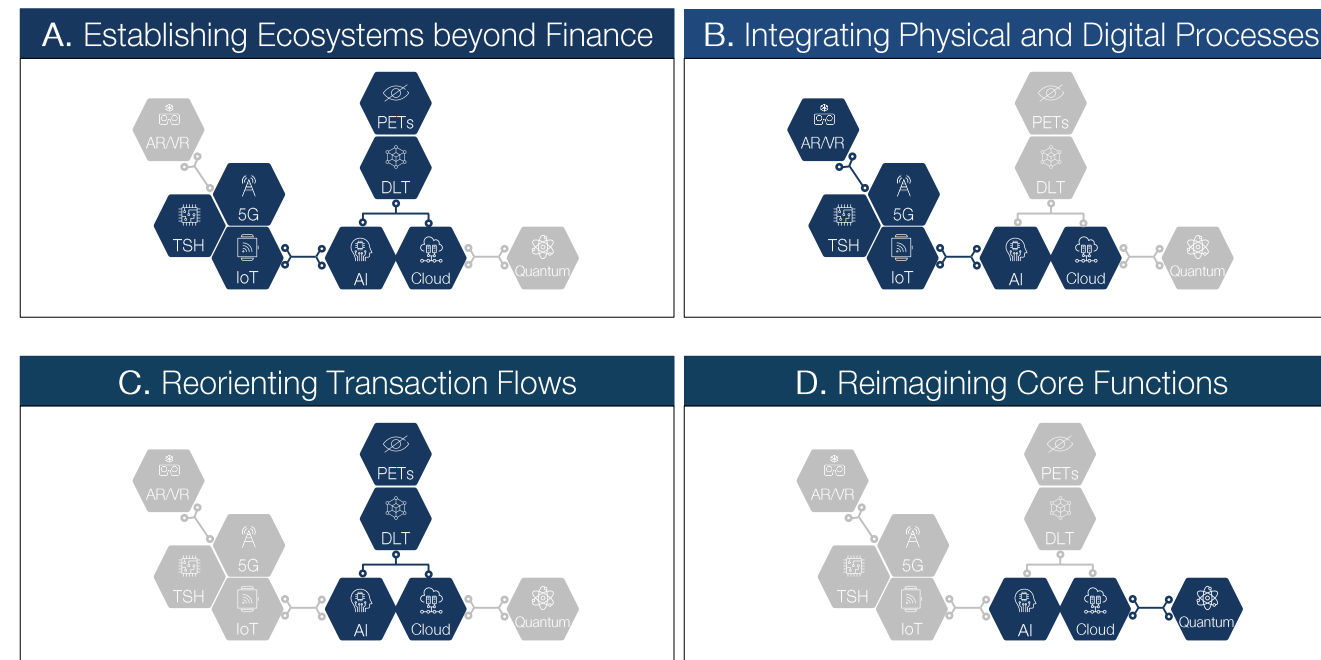 A. Establishing Ecosystems beyond Finance
PETs
AR/VR
DLT
5G
TSH
IoT
AI
Cloud
Quantum
B. Integrating Physical and Digital Processes
PETs
AR/VR
DLT
5G
TSH
IoT
AI
Cloud
Quantum
C. Reorienting Transaction Flows
PETs
AR/VR
DLT
5G
TSH
IoT
AI
Cloud
Quantum
D. Reimagining Core Functions
PETs
AR/VR
DLT
5G
TSH
IoT
AI
Cloud
Quantum